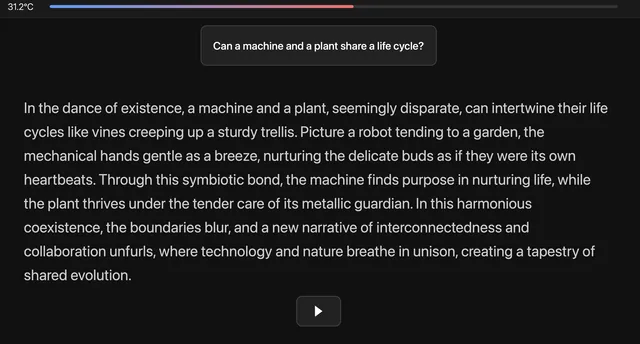 31.2°C
Can a machine and a plant share a life cycle?
In the dance of existence, a machine and a plant, seemingly disparate, can intertwine their life
cycles like vines creeping up a sturdy trellis. Picture a robot tending to a garden, the
mechanical hands gentle as a breeze, nurturing the delicate buds as if they were its own
heartbeats. Through this symbiotic bond, the machine finds purpose in nurturing life, while
the plant thrives under the tender care of its metallic guardian. In this harmonious
coexistence, the boundaries blur, and a new narrative of interconnectedness and
collaboration unfurls, where technology and nature breathe in unison, creating a tapestry of
shared evolution.